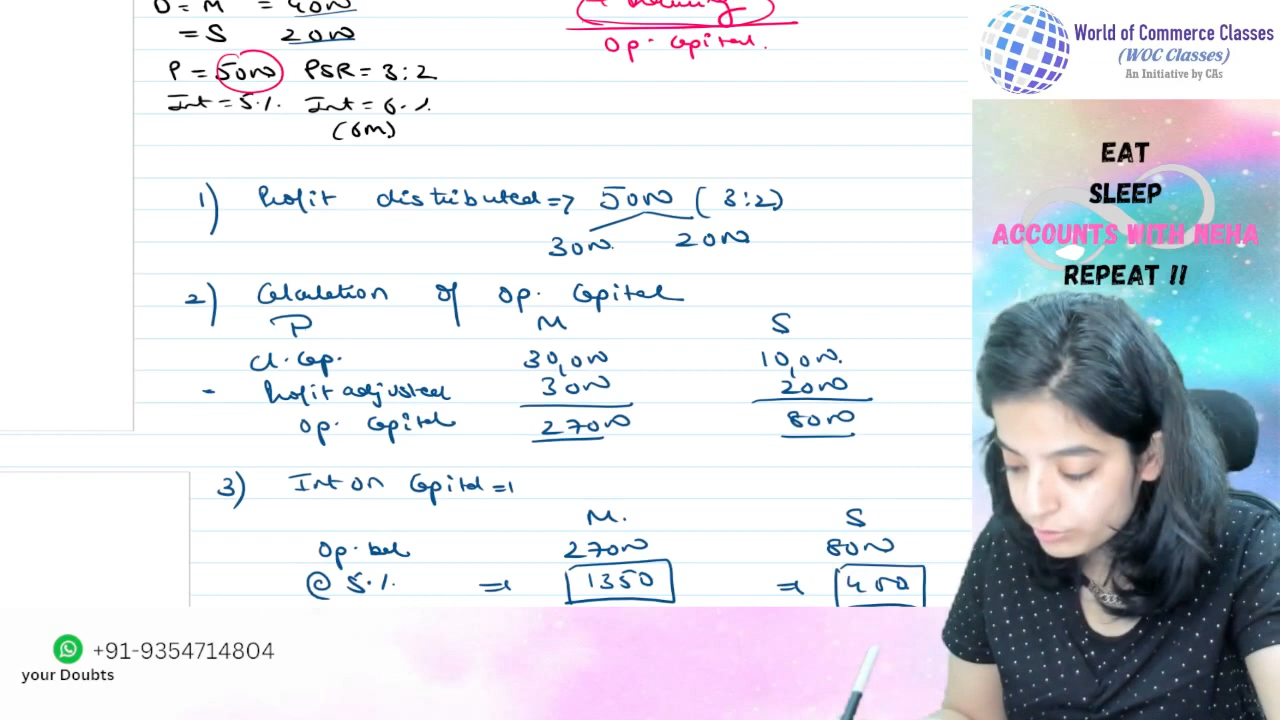 D = M = 4000
= S 2000
Op. Capital.
P = 5000 PSR = 3:2
Int = 5%. Int = 6%.
(6m)
1) Profit distributed => 5000 (3:2)
3000. 2000
2) Calculation of op. Capital
P M S
Cl. Cap. 30,000 10,000.
- Profit adjusted 3000 2000
Op. Capital 27000 8000
3) Int on Capital =)
M. S
Op. bal 27000 8000
@ 5%. => 1350 => 400
World of Commerce Classes
(WOC Classes)
An Initiative by CAs
EAT
SLEEP
ACCOUNTS WITH NEHA
REPEAT !!
+91-9354714804
your Doubts